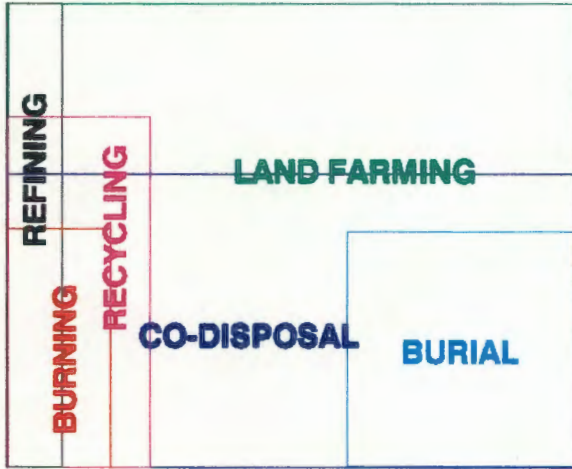 REFINING
RECYCLING
LAND FARMING
BURNING
CO-DISPOSAL
BURIAL